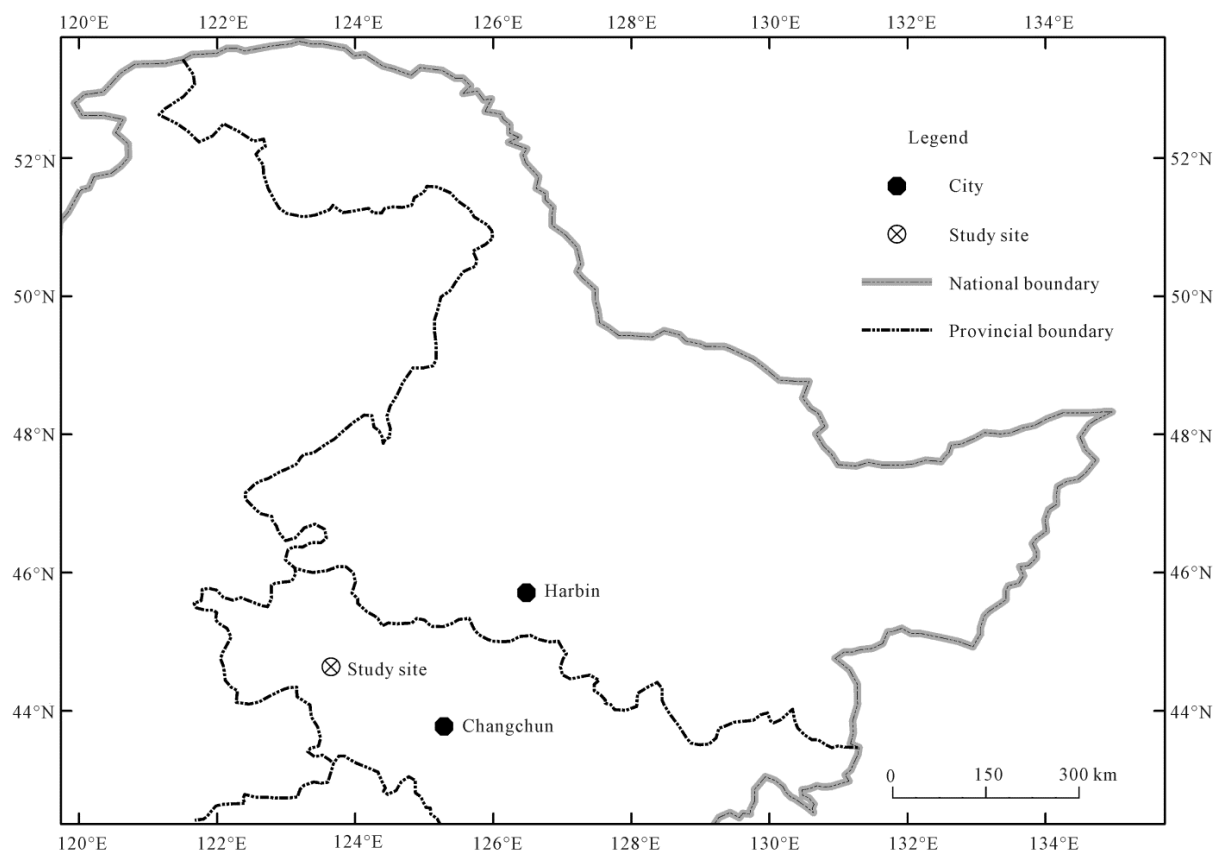 120°E 122°E 124°E 126°E 128°E 130°E 132°E 134°E
Legend
52°N 52°N
City
Study site
50°N National boundary 50°N
Provincial boundary
48°N 48°N
46°N Harbin 46°N
Study site
44°N Changchun 44°N
0 150 300 km
120°E 122°E 124°E 126°E 128°E 130°E 132°E 134°E